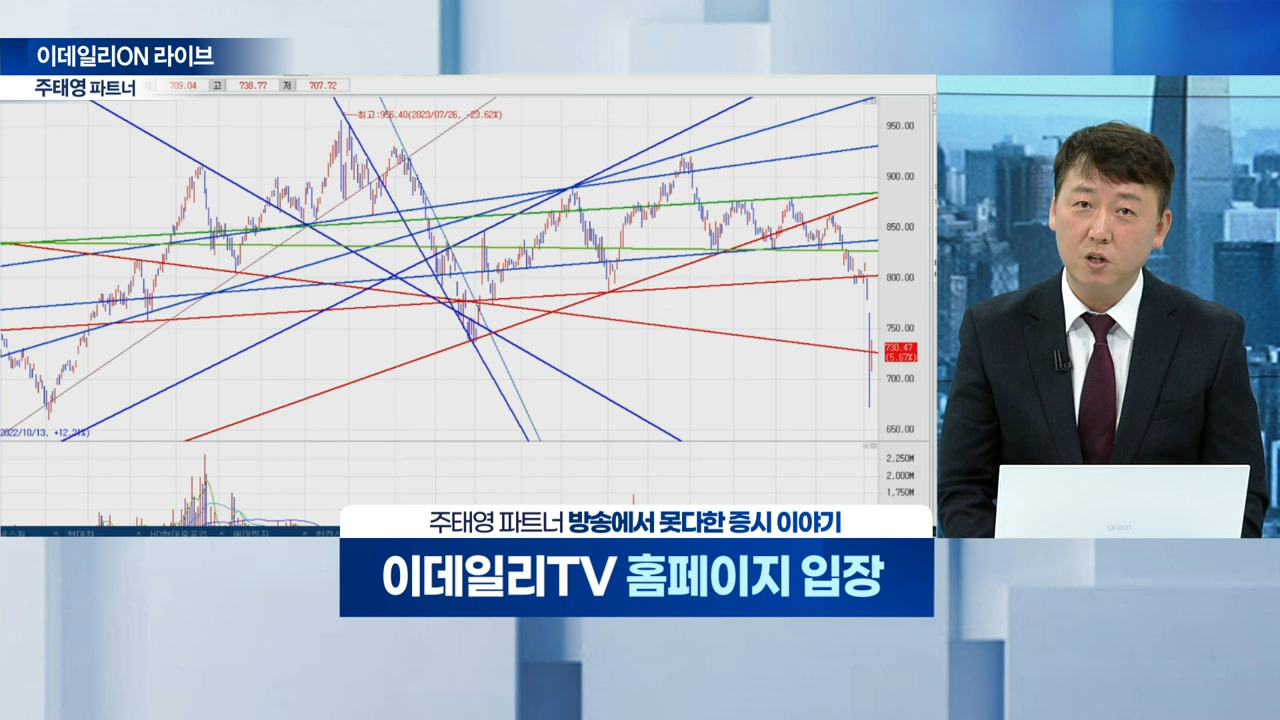 이데일리ON 라이브
주태영 파트너
709.04 고 738.77 저 707.72
최고:956.40(2023/07/26, -23.62%)
950.00
900.00
850.00
800.00
750.00
730.47
(5.67%)
700.00
650.00
2022/10/13, +12.31%)
2,250M
2,000M
1,750M
주태영 파트너 방송에서 못다한 증시 이야기
이데일리TV 홈페이지 입장
gram